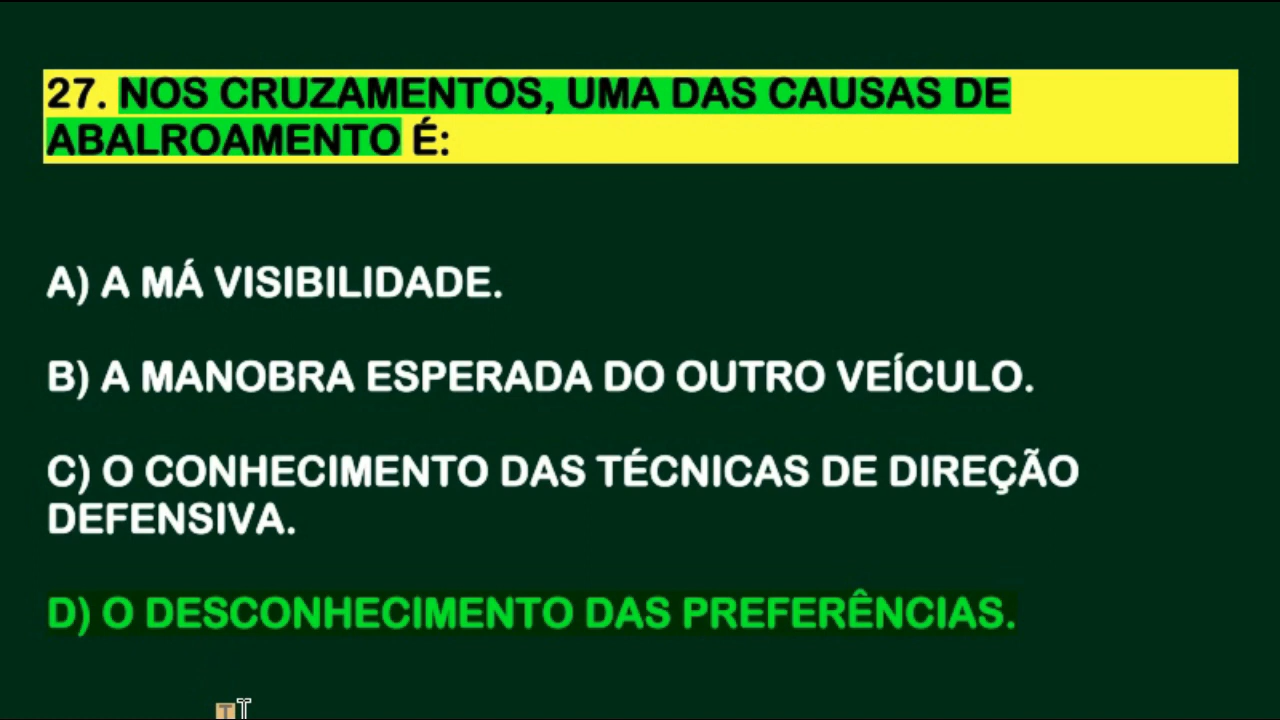 27. NOS CRUZAMENTOS, UMA DAS CAUSAS DE
ABALROAMENTO É:
A) A MÁ VISIBILIDADE.
B) A MANOBRA ESPERADA DO OUTRO VEÍCULO.
C) O CONHECIMENTO DAS TÉCNICAS DE DIREÇÃO
DEFENSIVA.
D) O DESCONHECIMENTO DAS PREFERÊNCIAS.